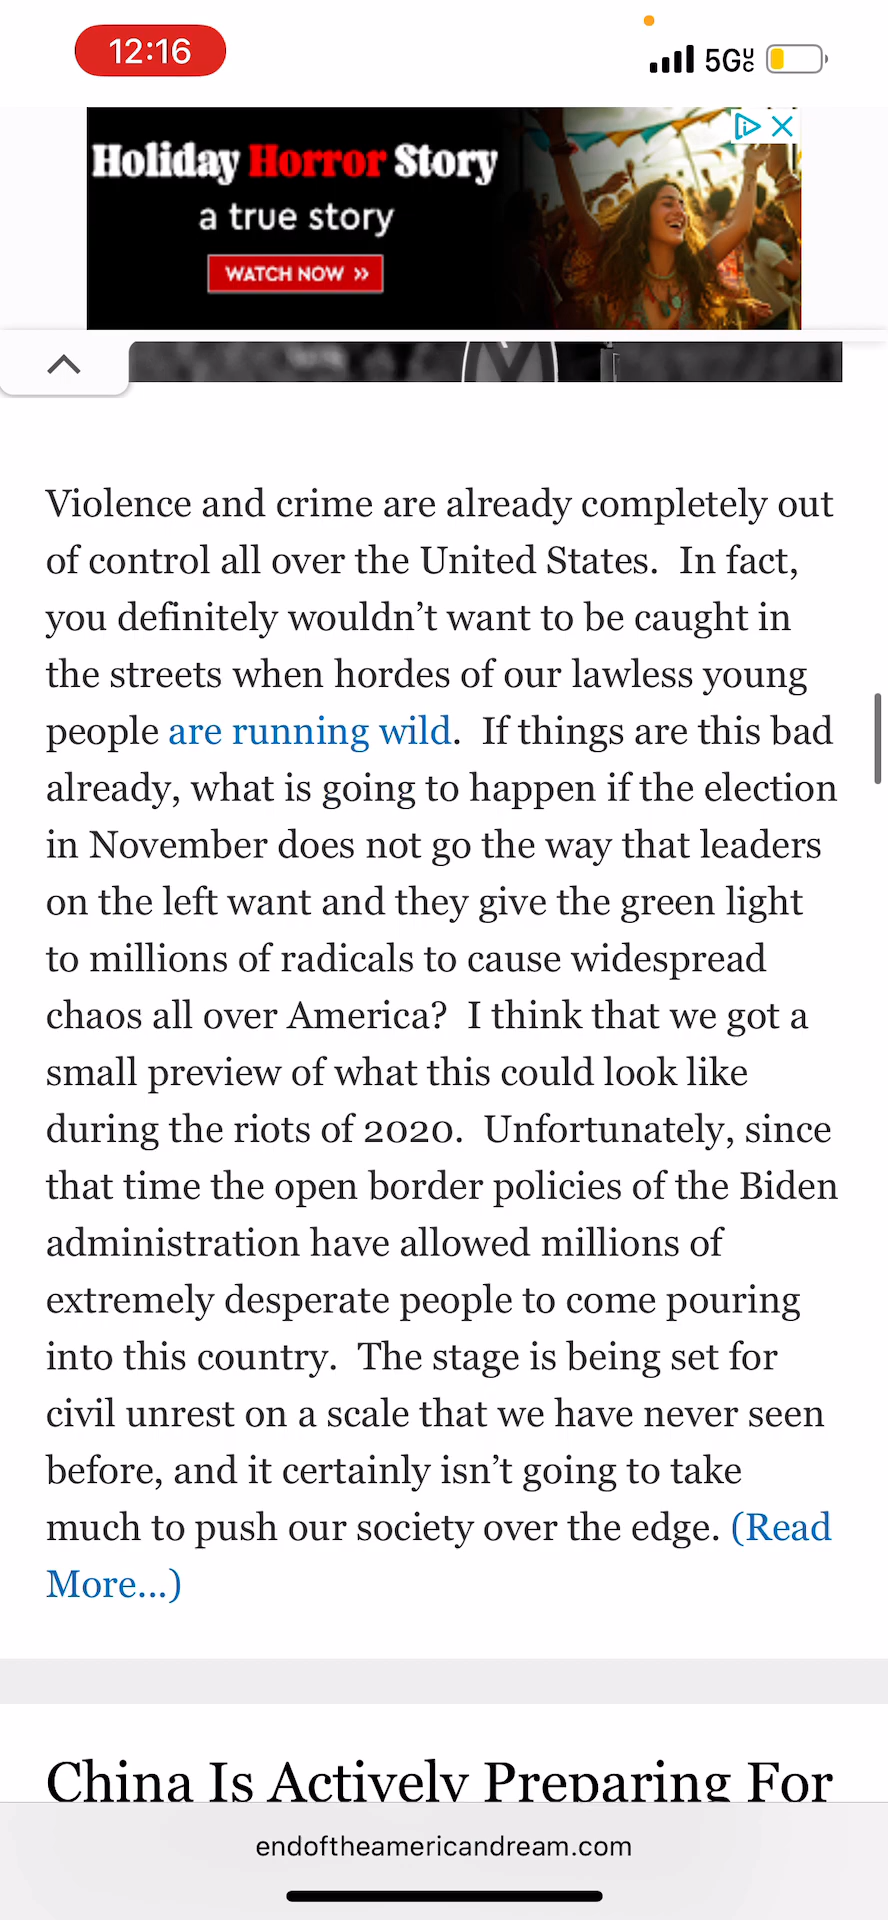 12:16
5G UC
Holiday Horror Story
a true story
WATCH NOW »
Violence and crime are already completely out
of control all over the United States.  In fact,
you definitely wouldn’t want to be caught in
the streets when hordes of our lawless young
people are running wild.  If things are this bad
already, what is going to happen if the election
in November does not go the way that leaders
on the left want and they give the green light
to millions of radicals to cause widespread
chaos all over America?  I think that we got a
small preview of what this could look like
during the riots of 2020.  Unfortunately, since
that time the open border policies of the Biden
administration have allowed millions of
extremely desperate people to come pouring
into this country.  The stage is being set for
civil unrest on a scale that we have never seen
before, and it certainly isn’t going to take
much to push our society over the edge. (Read
More...)
China Is Actively Preparing For
endoftheamericandream.com